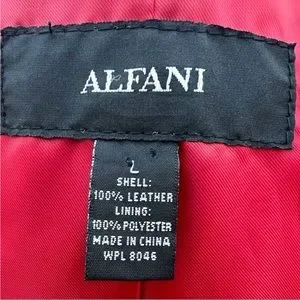 ALFANI
L
SHELL:
100% LEATHER
LINING:
100% POLYESTER
MADE IN CHINA
WPL 8046